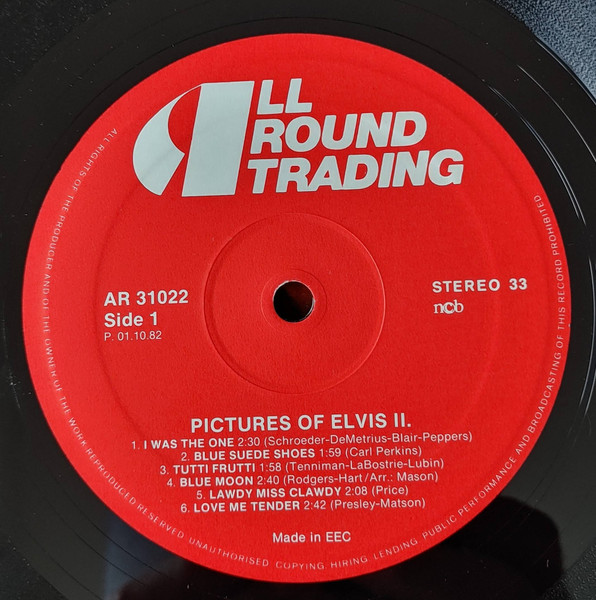 ALL
ROUND
TRADING
AR 31022
Side 1
P. 01.10.82
STEREO 33
ncb
PICTURES OF ELVIS II.
1. I WAS THE ONE 2:30 (Schroeder-DeMetrius-Blair-Peppers)
2. BLUE SUEDE SHOES 1:59 (Carl Perkins)
3. TUTTI FRUTTI 1:58 (Tenniman-LaBostrie-Lubin)
4. BLUE MOON 2:40 (Rodgers-Hart/Arr.: Mason)
5. LAWDY MISS CLAWDY 2:08 (Price)
6. LOVE ME TENDER 2:42 (Presley-Matson)
Made in EEC
ALL RIGHTS OF THE PRODUCER AND OF THE OWNER OF THE WORK REPRODUCED RESERVED. UNAUTHORISED COPYING, HIRING, LENDING, PUBLIC PERFORMANCE AND BROADCASTING OF THIS RECORD PROHIBITED.